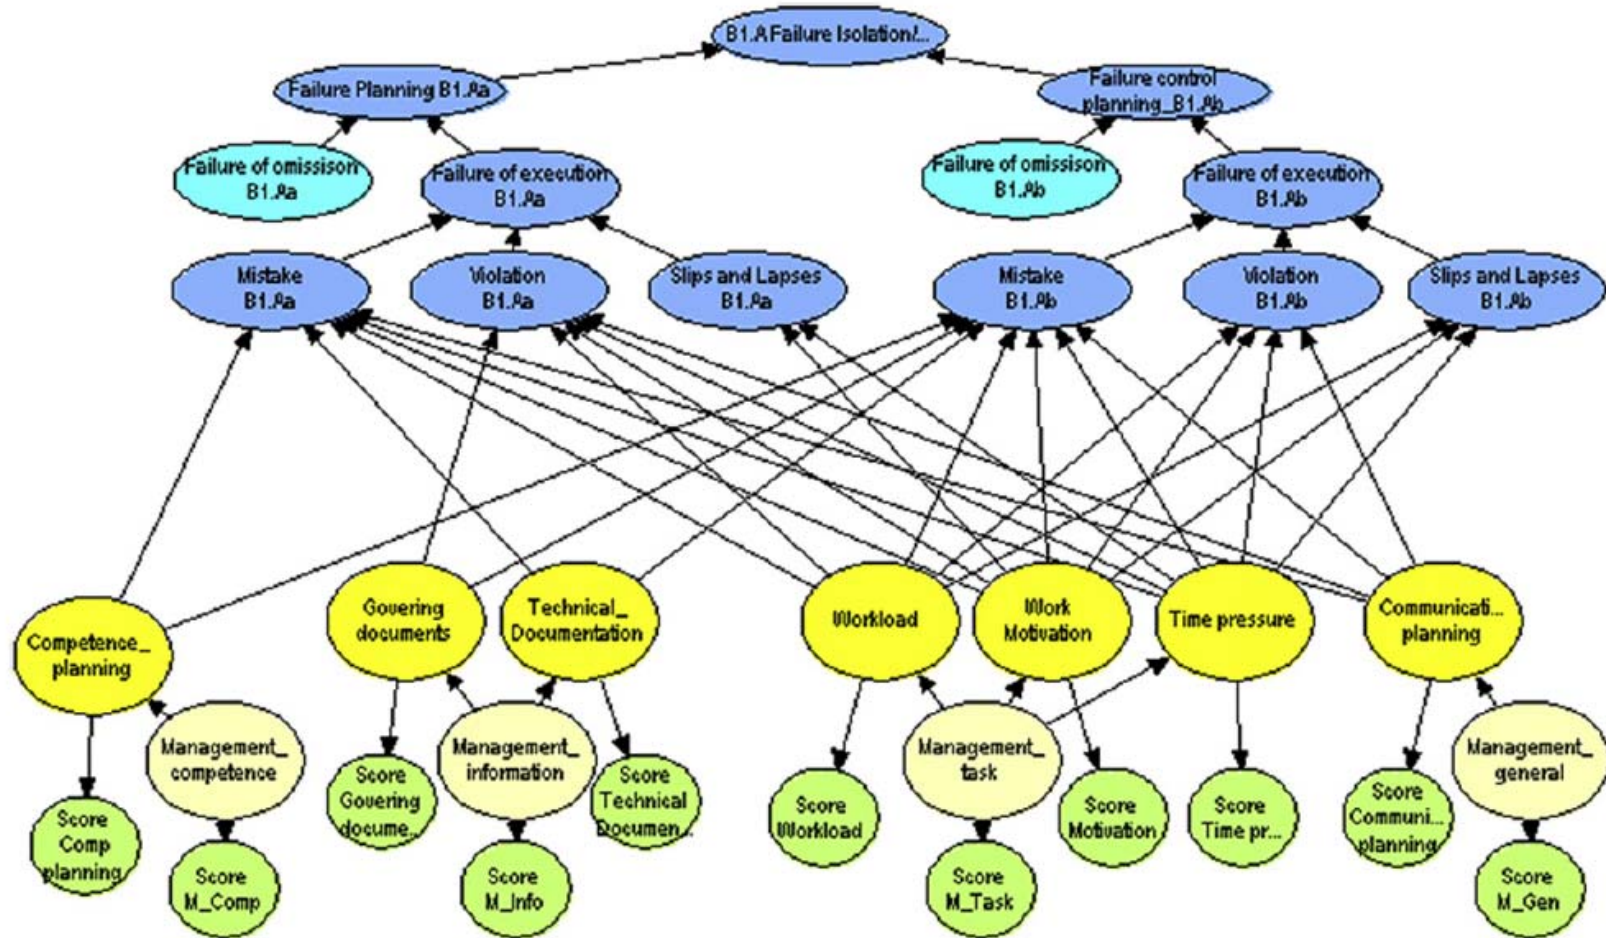 B1.A Failure Isolation/...
Failure Planning B1.Aa
Failure control
planning_B1.Ab
Failure of omissison
B1.Aa
Failure of execution
B1.Aa
Failure of omissison
B1.Ab
Failure of execution
B1.Ab
Mistake
B1.Aa
Violation
B1.Aa
Slips and Lapses
B1.Aa
Mistake
B1.Ab
Violation
B1.Ab
Slips and Lapses
B1.Ab
Competence_
planning
Govering
documents
Technical_
Documentation
Workload
Work
Motivation
Time pressure
Communicati...
planning
Management_
competence
Management_
information
Management_
task
Management_
general
Score
Comp
planning
Score
M_Comp
Score
Govering
docume...
Score
M_Info
Score
Technical
Documen...
Score
Workload
Score
M_Task
Score
Motivation
Score
Time pr...
Score
Communi...
planning
Score
M_Gen